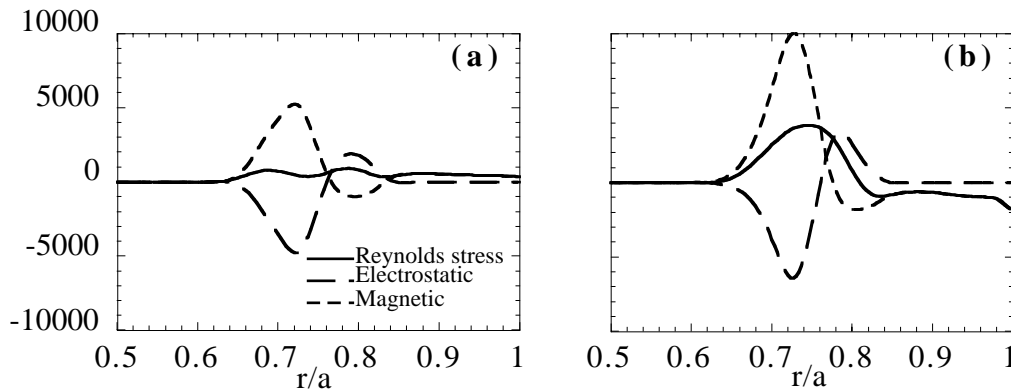 10000
5000
0
-5000
-10000
(a)
Reynolds stress
Electrostatic
Magnetic
0.5 0.6 0.7 0.8 0.9 1
r/a
(b)
0.5 0.6 0.7 0.8 0.9 1
r/a